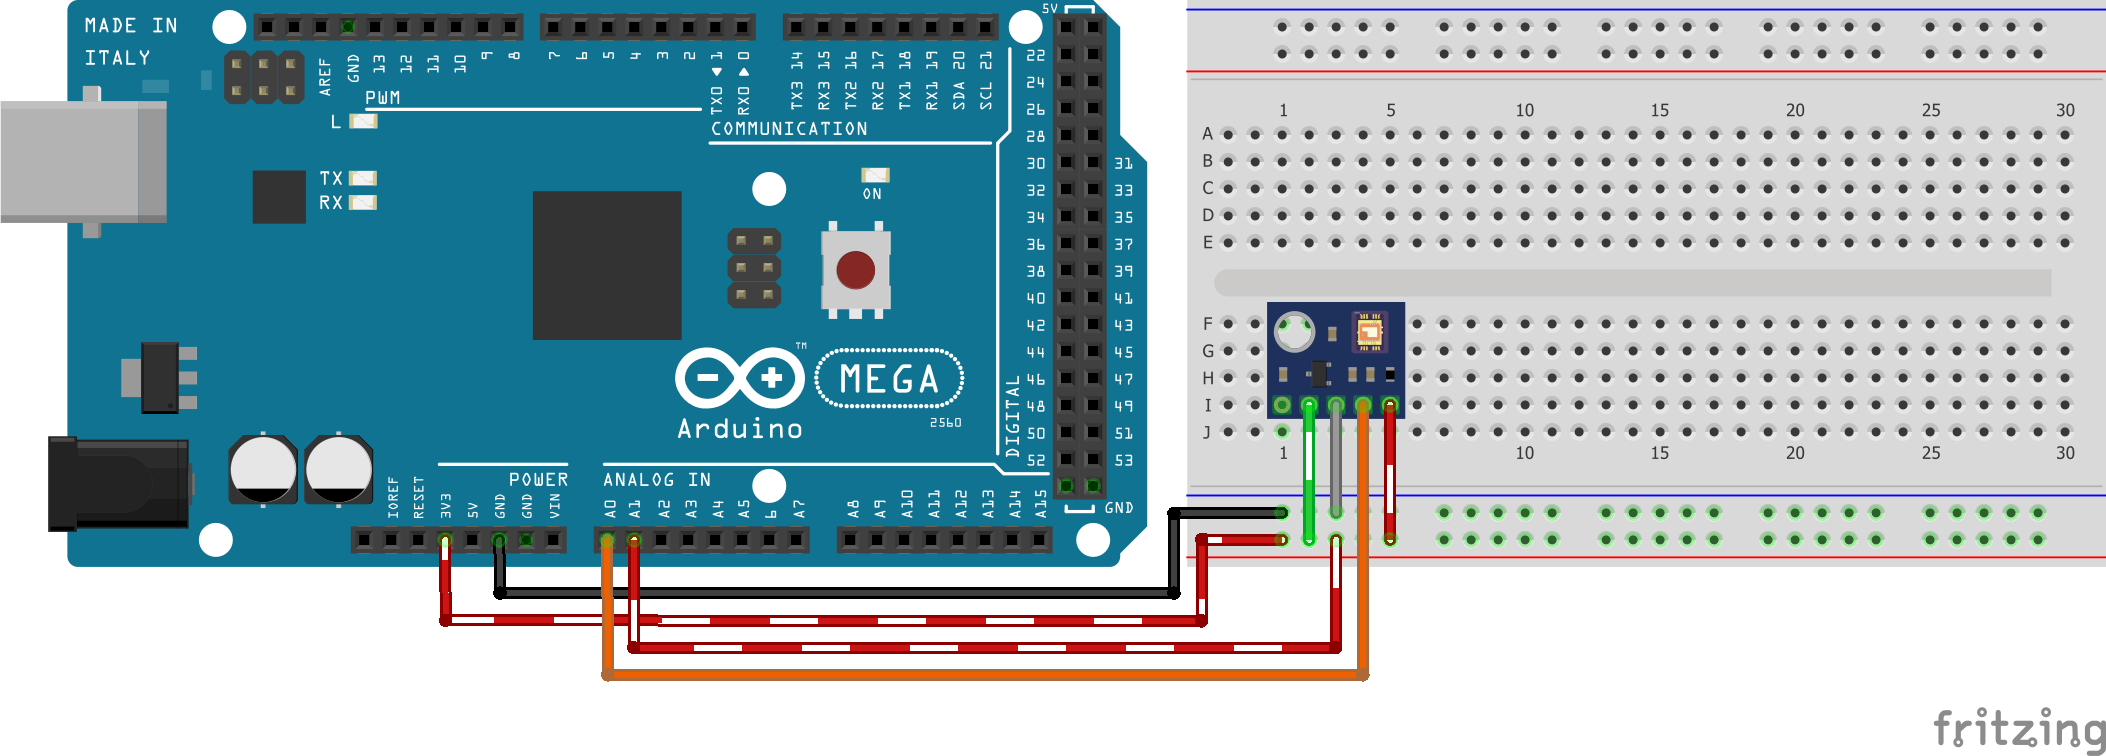 MADE IN
ITALY
AREF
GND
13
12
11
10
9
8
7
6
5
4
3
2
TX0 ▼ 1
RX0 ▲ 0
TX3 14
RX3 15
TX2 16
RX2 17
TX1 18
RX1 19
SDA 20
SCL 21
5V
PWM
COMMUNICATION
L
TX
RX
ON
22
24
26
28
30 31
32 33
34 35
36 37
38 39
40 41
42 43
44 45
46 47
48 49
50 51
52 53
GND
DIGITAL
TM
MEGA
2560
Arduino
POWER
ANALOG IN
IOREF
RESET
3V3
5V
GND
GND
VIN
A0
A1
A2
A3
A4
A5
6
A7
A8
A9
A10
A11
A12
A13
A14
A15
1 5 10 15 20 25 30
A
B
C
D
E
F
G
H
I
J
1 10 15 20 25 30
fritzing